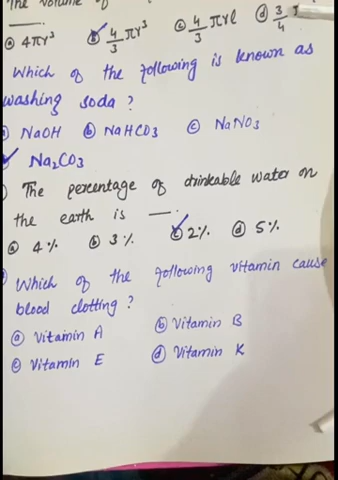 The volume of
ⓐ 4πr³ ⓑ 4/3 πr³ ⓒ 4/3 πrl ⓓ 3/4
Which of the following is known as
washing soda ?
NaOH ⓑ NaHCO3 ⓒ NaNO3
Na2CO3
The percentage of drinkable water on
the earth is —.
ⓐ 4% ⓑ 3% ⓒ 2% ⓓ 5%
Which of the following vitamin cause
blood clotting ?
ⓐ Vitamin A ⓑ Vitamin B
ⓒ Vitamin E ⓓ Vitamin K